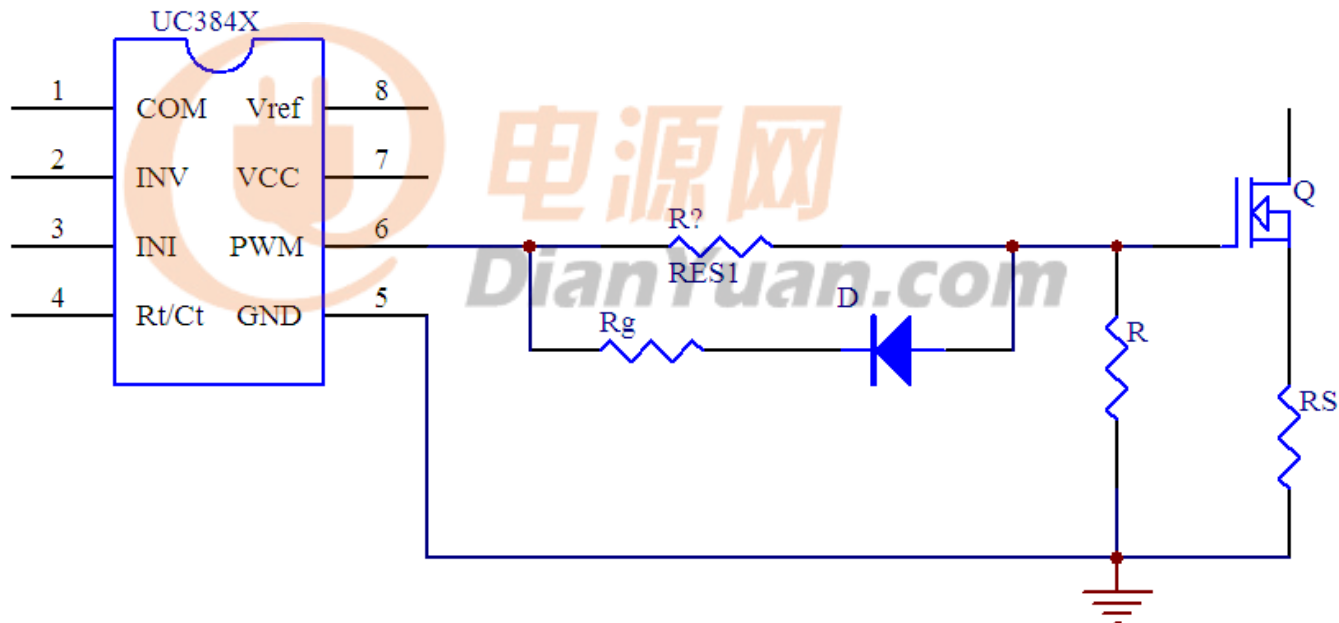 UC384X
1 COM Vref 8
2 INV VCC 7
3 INI PWM 6
4 Rt/Ct GND 5
电源网
DianYuan.com
R?
RES1
Rg
D
R
Q
RS